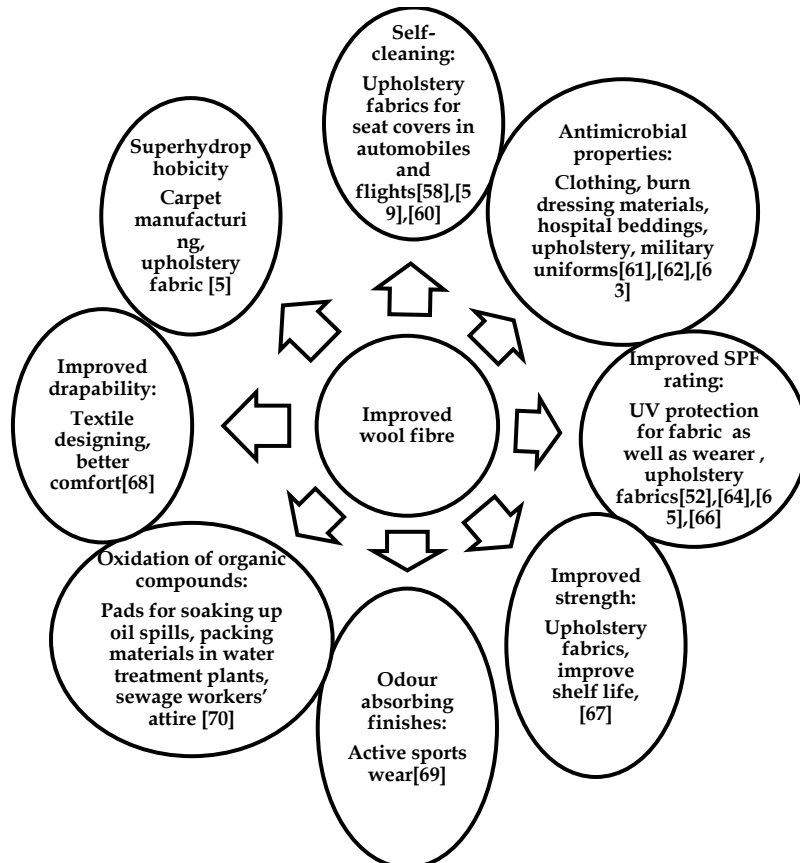 Self-
cleaning:
Upholstery
fabrics for
seat covers in
automobiles
and
flights[58],[5
9],[60]
Antimicrobial
properties:
Clothing, burn
dressing materials,
hospital beddings,
upholstery, military
uniforms[61],[62],[6
3]
Improved SPF
rating:
UV protection
for fabric as
well as wearer ,
upholstery
fabrics[52],[64],[6
5],[66]
Improved
strength:
Upholstery
fabrics,
improve
shelf life,
[67]
Odour
absorbing
finishes:
Active sports
wear[69]
Oxidation of organic
compounds:
Pads for soaking up
oil spills, packing
materials in water
treatment plants,
sewage workers’
attire [70]
Improved
drapability:
Textile
designing,
better
comfort[68]
Superhydrop
hobicity
Carpet
manufacturi
ng,
upholstery
fabric [5]
Improved
wool fibre